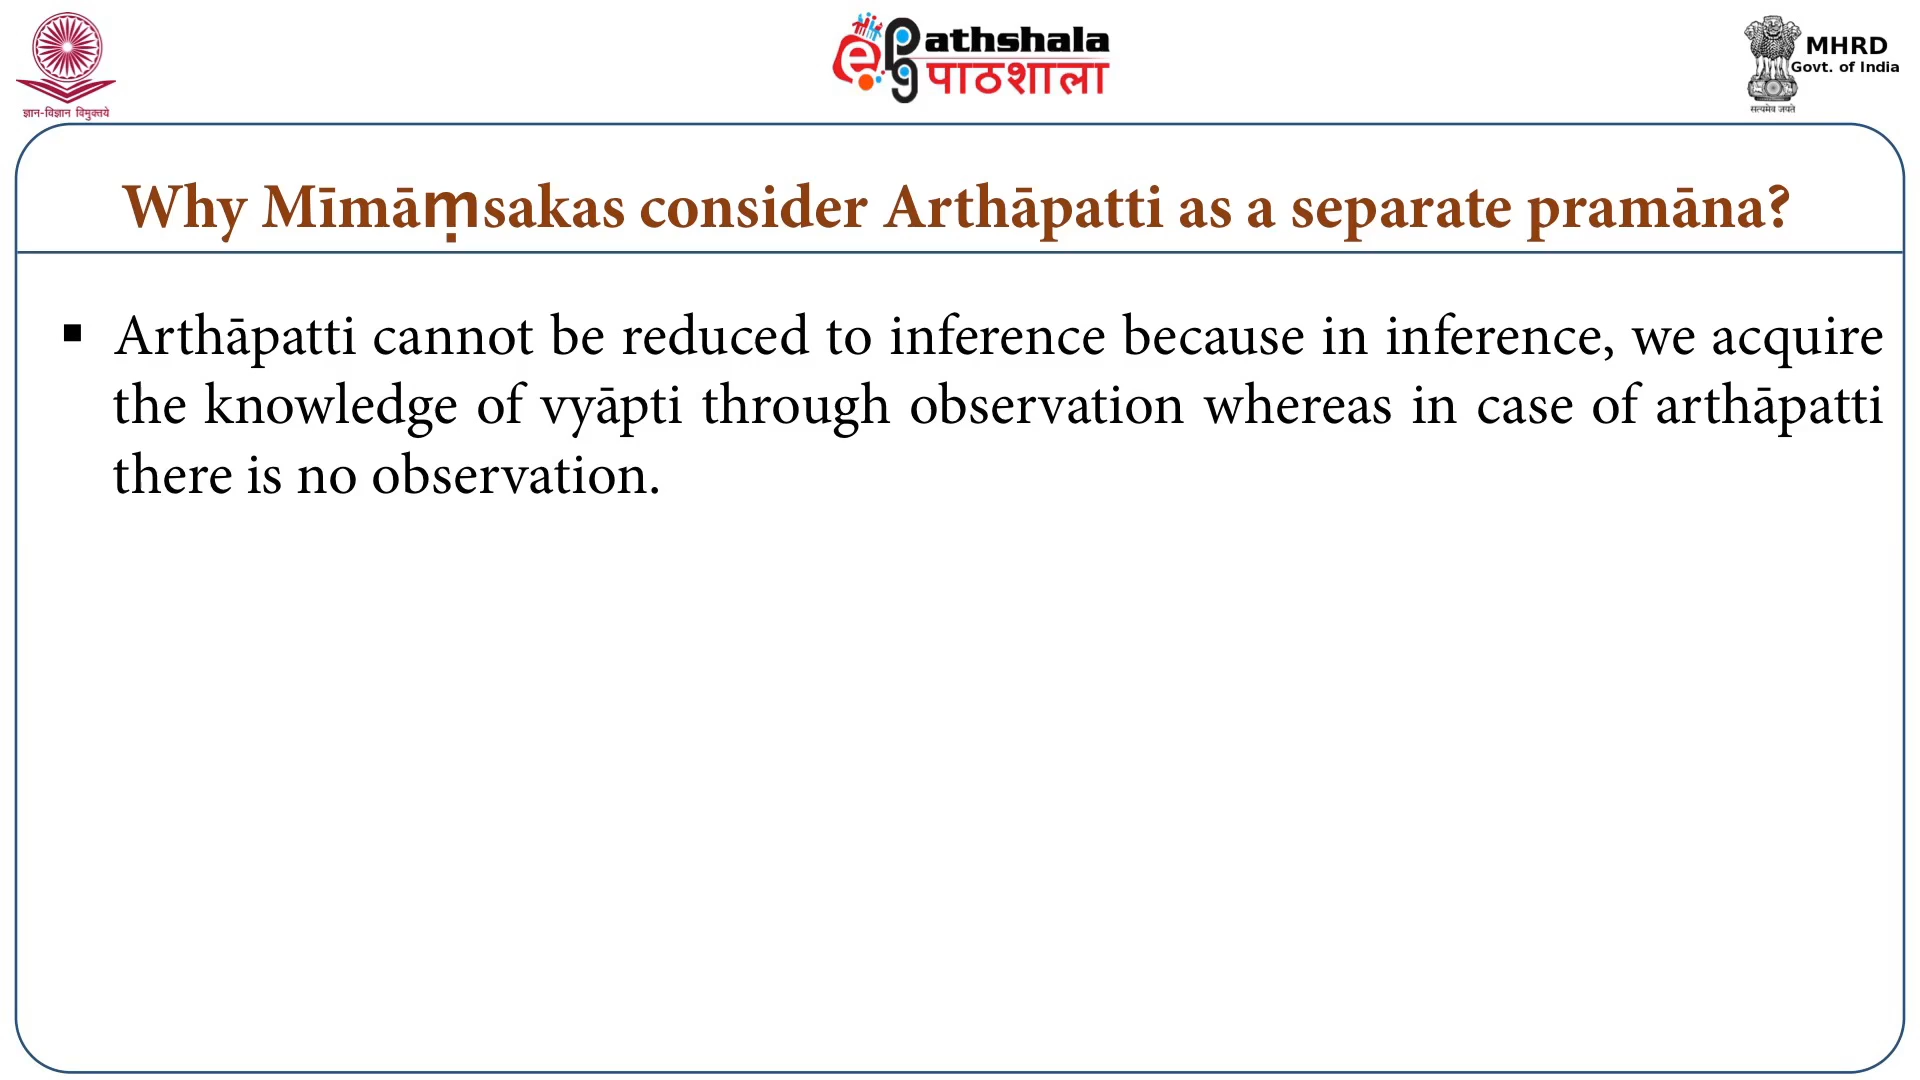 ज्ञान-विज्ञान विमुक्तये
ePg Pathshala
पाठशाला
MHRD
Govt. of India
सत्यमेव जयते
Why Mīmāṃsakas consider Arthāpatti as a separate pramāna?
▪ Arthāpatti cannot be reduced to inference because in inference, we acquire
the knowledge of vyāpti through observation whereas in case of arthāpatti
there is no observation.